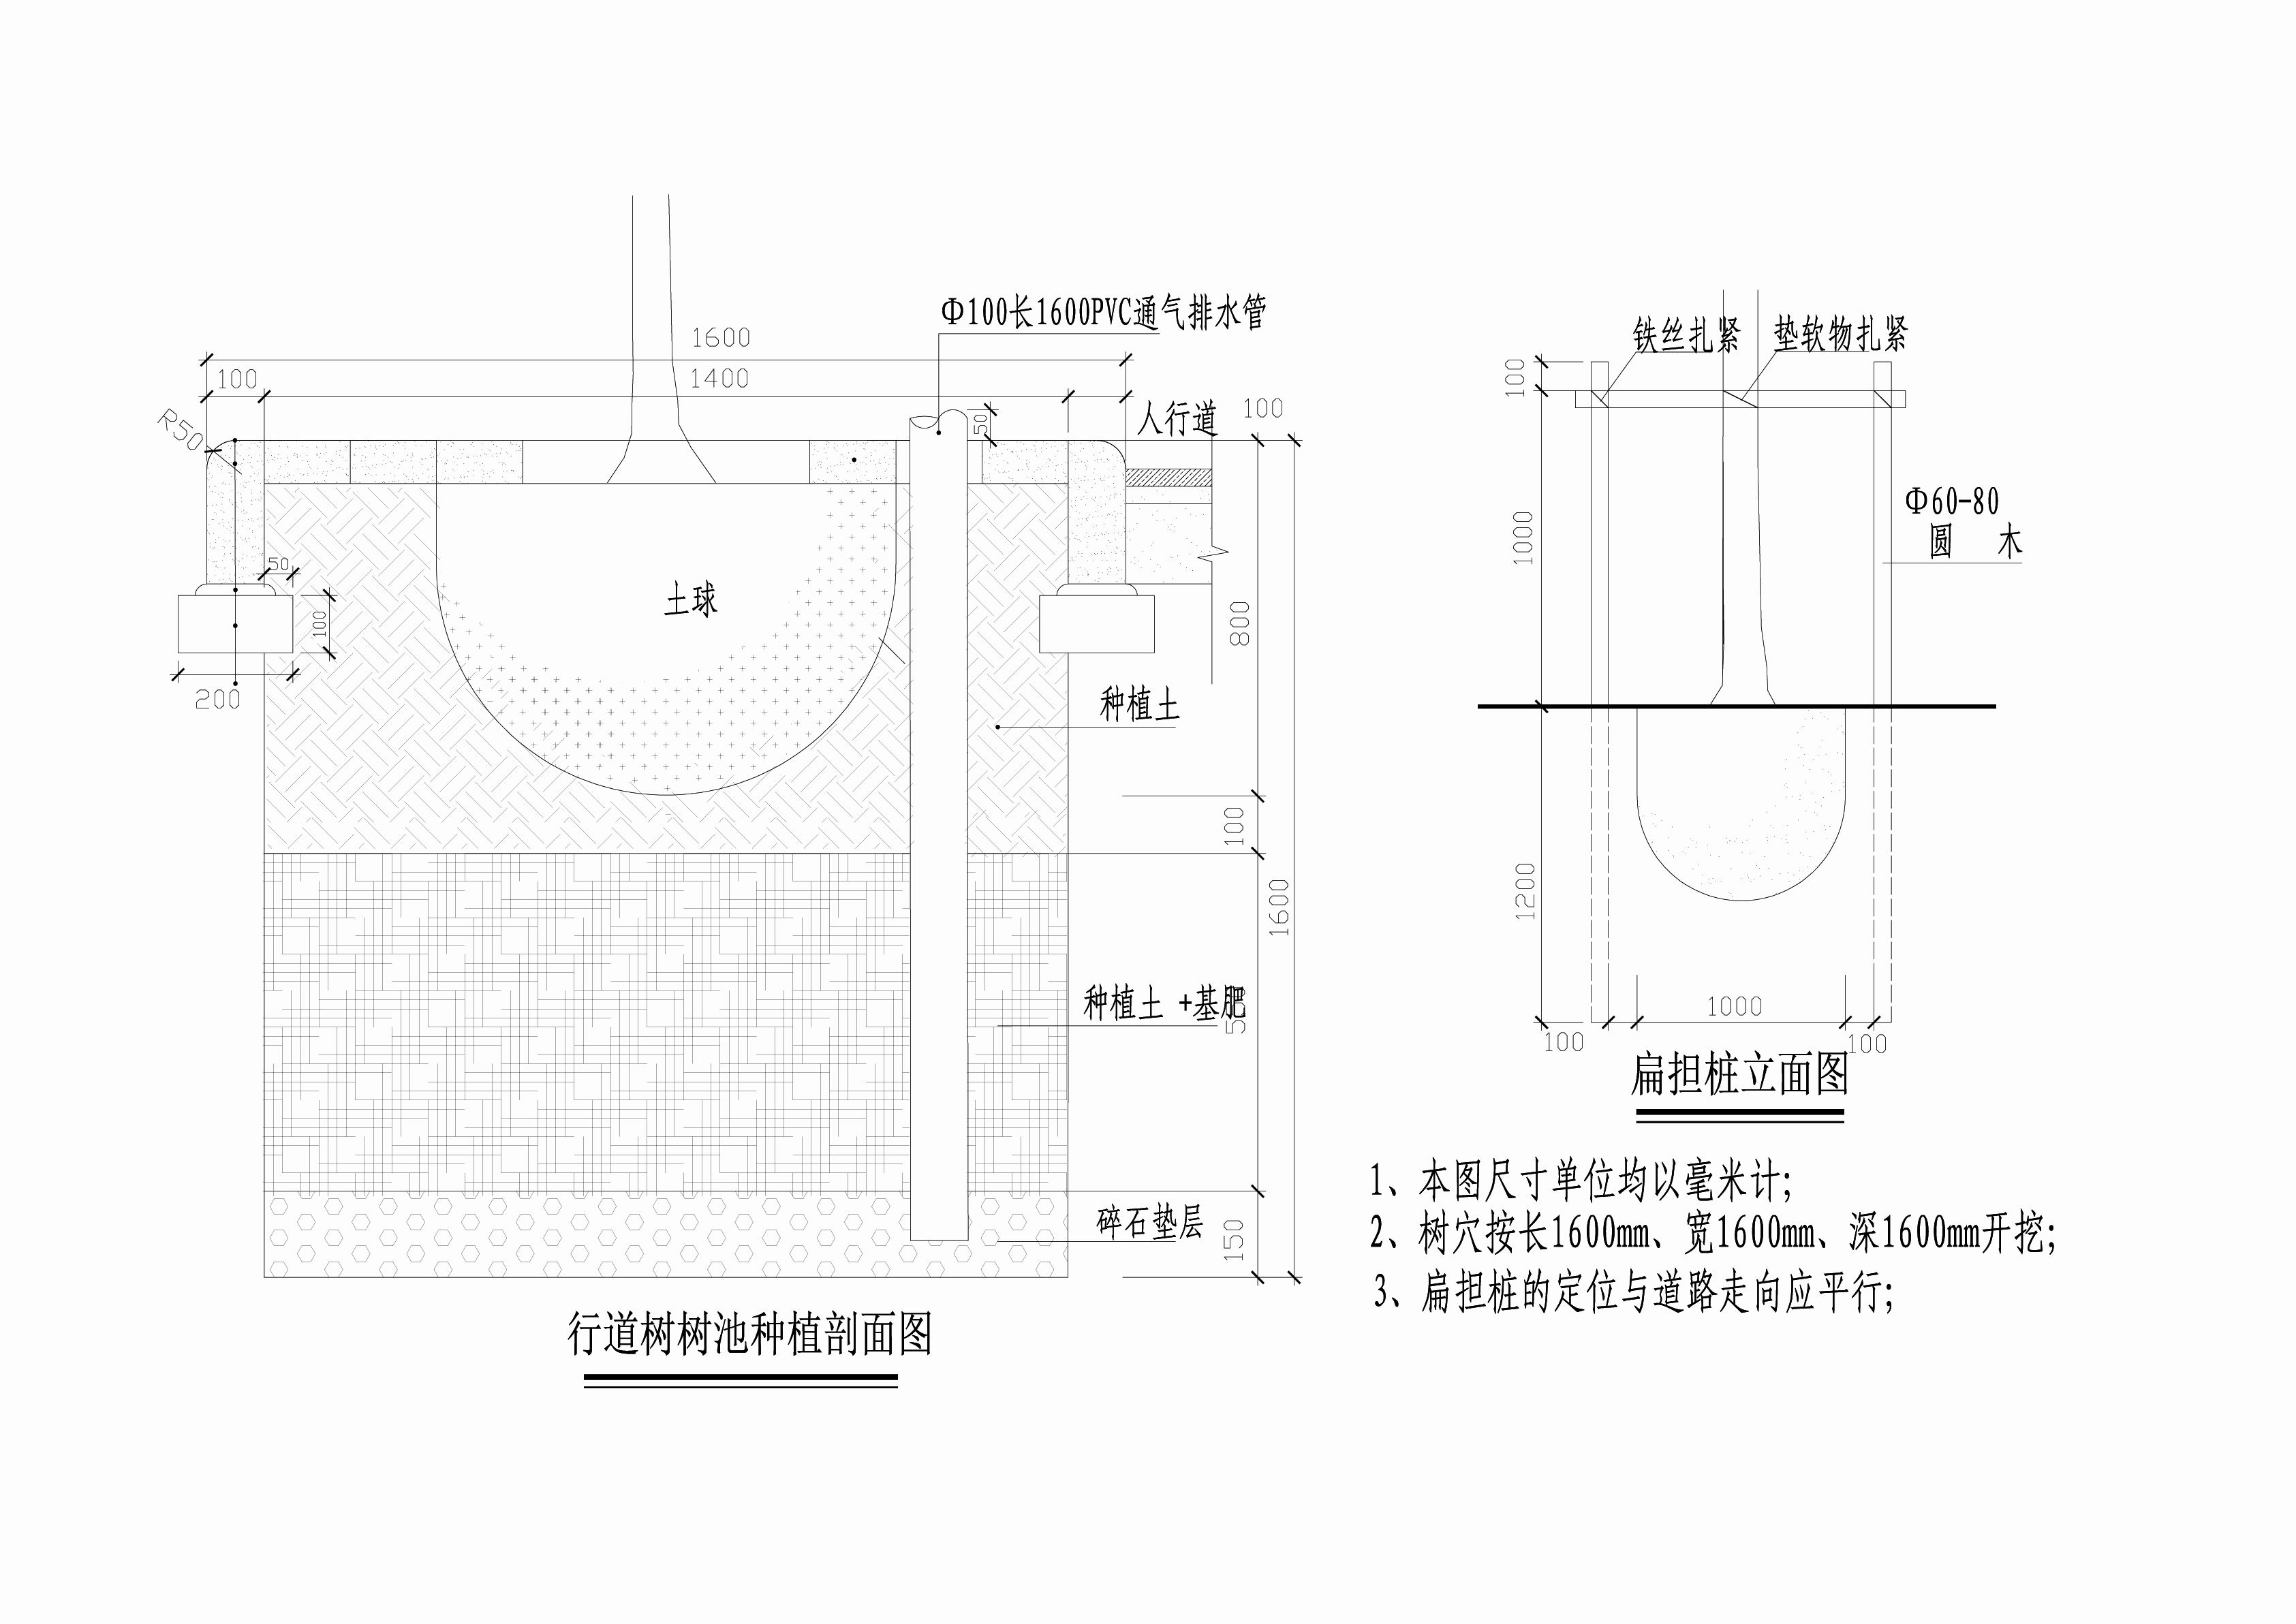 Φ100长1600PVC通气排水管
1600
100
1400
R50
50
人行道
100
50
100
200
土球
800
种植土
100
1600
种植土 +基肥
碎石垫层
150
行道树树池种植剖面图
铁丝扎紧
垫软物扎紧
100
1000
Φ60-80
圆 木
1200
1000
100
100
扁担桩立面图
1、本图尺寸单位均以毫米计;
2、树穴按长1600mm、宽1600mm、深1600mm开挖;
3、扁担桩的定位与道路走向应平行;